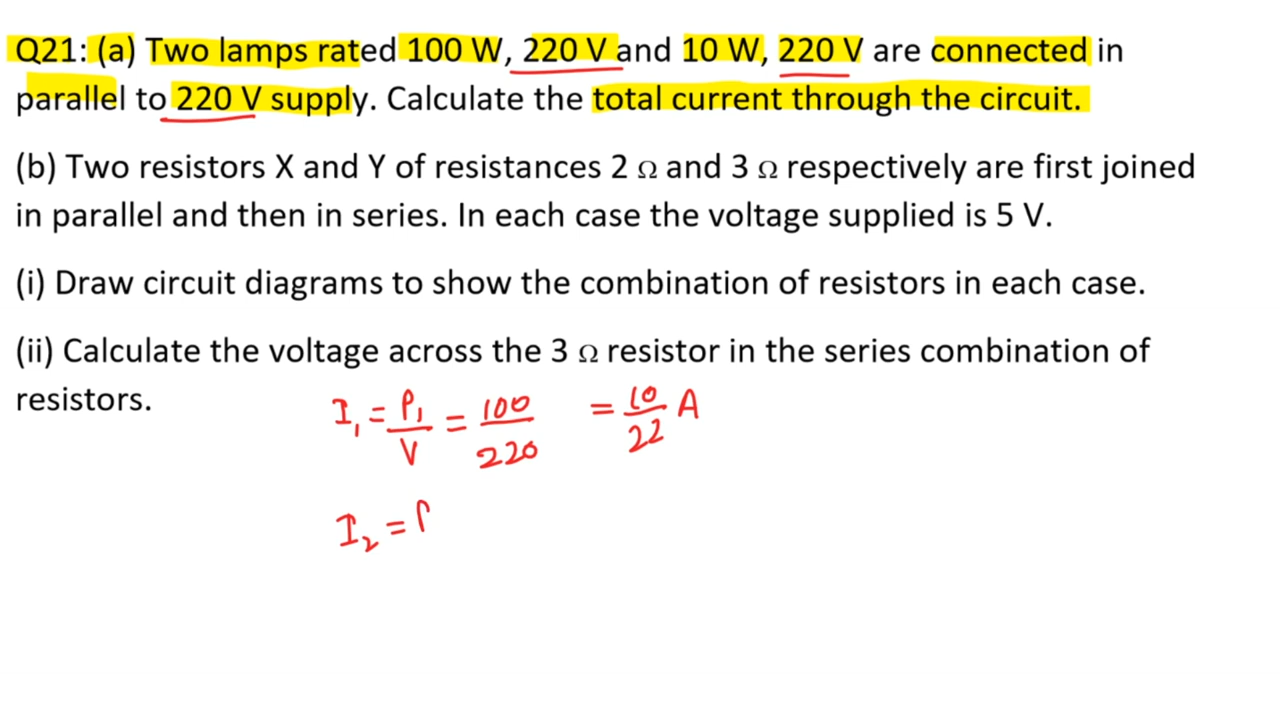 Q21: (a) Two lamps rated 100 W, 220 V and 10 W, 220 V are connected in
parallel to 220 V supply. Calculate the total current through the circuit.
(b) Two resistors X and Y of resistances 2 Ω and 3 Ω respectively are first joined
in parallel and then in series. In each case the voltage supplied is 5 V.
(i) Draw circuit diagrams to show the combination of resistors in each case.
(ii) Calculate the voltage across the 3 Ω resistor in the series combination of
resistors.
I₁ = P₁/V = 100/220 = 10/22 A
I₂ = P